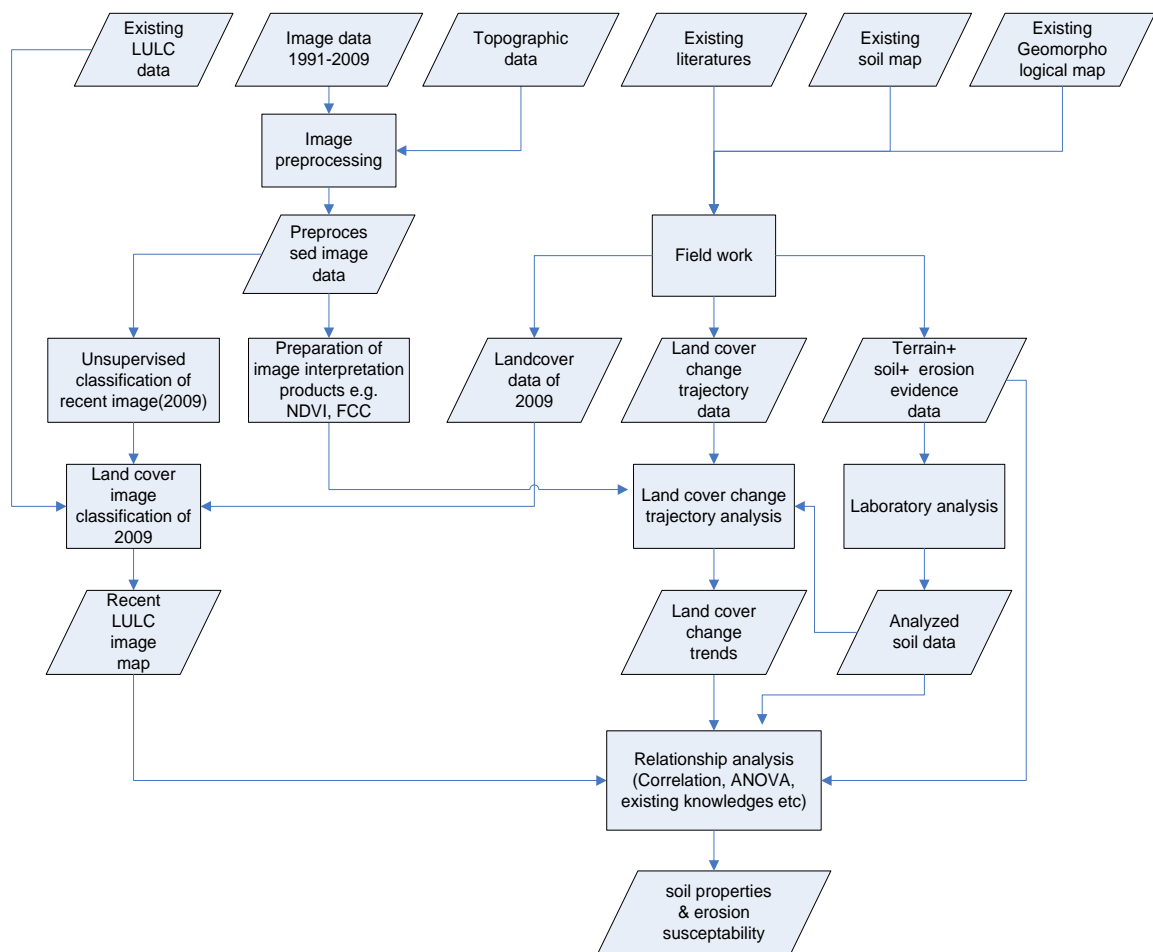 Existing
LULC
data
Image data
1991-2009
Topographic
data
Existing
literatures
Existing
soil map
Existing
Geomorpho
logical map
Image
preprocessing
Preproces
sed image
data
Field work
Unsupervised
classification of
recent image(2009)
Preparation of
image interpretation
products e.g.
NDVI, FCC
Landcover
data of
2009
Land cover
change
trajectory
data
Terrain+
soil+ erosion
evidence
data
Land cover
image
classification of
2009
Land cover change
trajectory analysis
Laboratory analysis
Recent
LULC
image
map
Land cover
change
trends
Analyzed
soil data
Relationship analysis
(Correlation, ANOVA,
existing knowledges etc)
soil properties
& erosion
susceptability